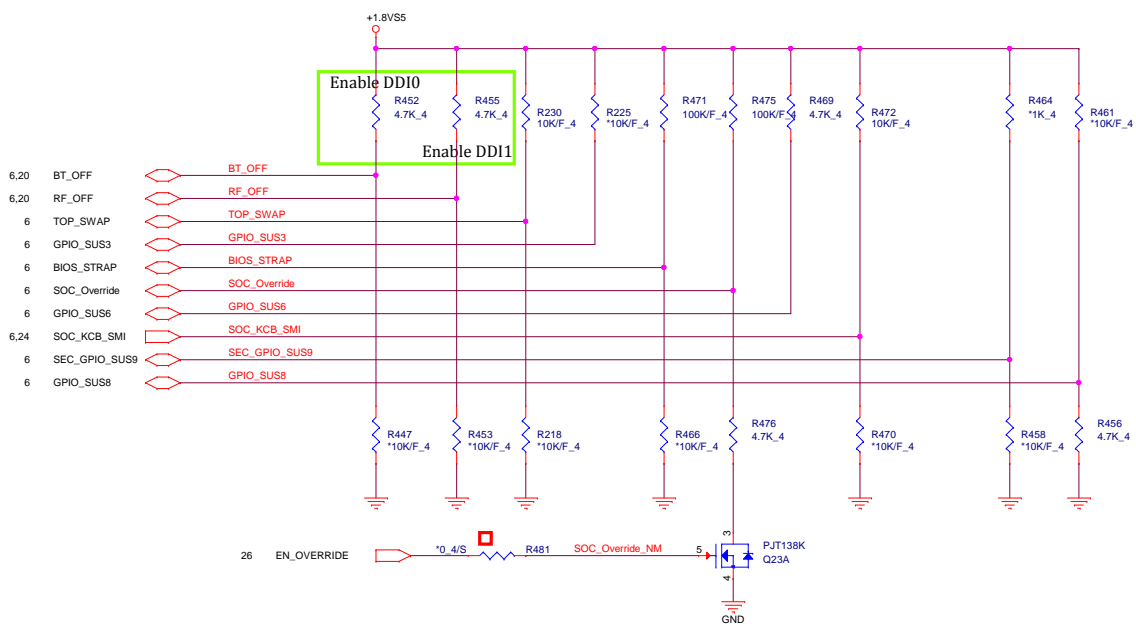 +1.8VS5
Enable DDI0
R452
4.7K_4
R455
4.7K_4
R230
10K/F_4
R225
*10K/F_4
R471
100K/F_4
R475
100K/F_4
R469
4.7K_4
R472
10K/F_4
R464
*1K_4
R461
*10K/F_4
Enable DDI1
6,20 BT_OFF BT_OFF
6,20 RF_OFF RF_OFF
6 TOP_SWAP TOP_SWAP
6 GPIO_SUS3 GPIO_SUS3
6 BIOS_STRAP BIOS_STRAP
6 SOC_Override SOC_Override
6 GPIO_SUS6 GPIO_SUS6
6,24 SOC_KCB_SMI SOC_KCB_SMI
6 SEC_GPIO_SUS9 SEC_GPIO_SUS9
6 GPIO_SUS8 GPIO_SUS8
R447
*10K/F_4
R453
*10K/F_4
R218
*10K/F_4
R466
*10K/F_4
R476
4.7K_4
R470
*10K/F_4
R458
*10K/F_4
R456
4.7K_4
26 EN_OVERRIDE *0_4/S R481 SOC_Override_NM 5
3
4
PJT138K
Q23A
GND